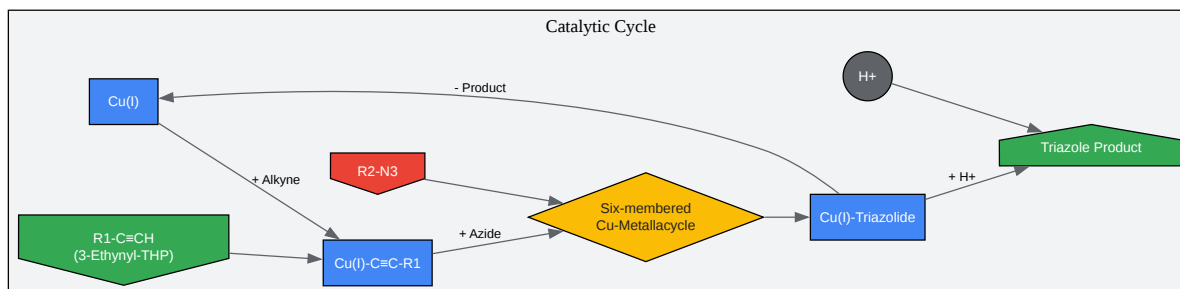 Catalytic Cycle
H+
Cu(I)
- Product
Triazole Product
R2-N3
+ Alkyne
+ H+
Six-membered
Cu-Metallacycle
Cu(I)-Triazolide
R1-C≡CH
(3-Ethynyl-THP)
+ Azide
Cu(I)-C≡C-R1